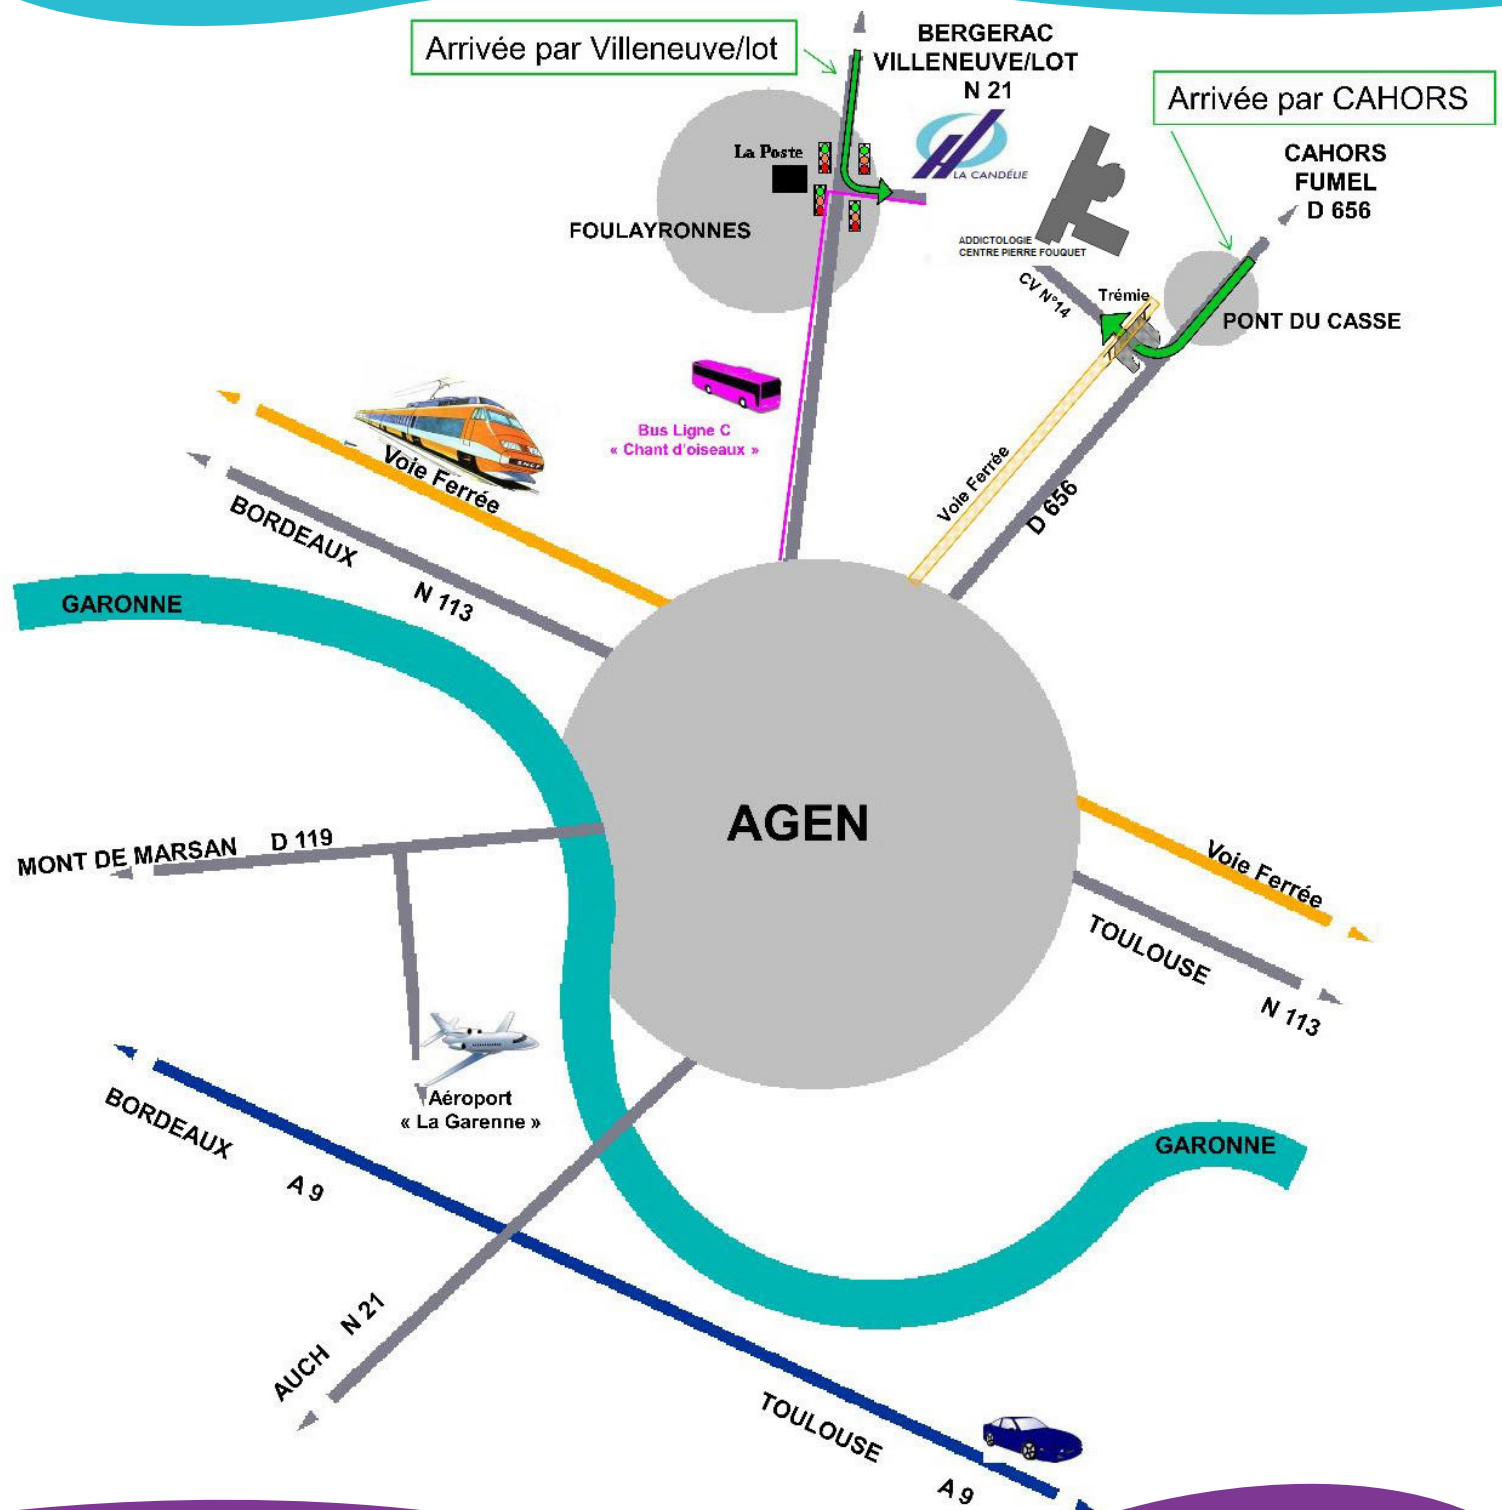 Arrivée par Villeneuve/lot
BERGERAC
VILLENEUVE/LOT
N 21
Arrivée par CAHORS
CAHORS
FUMEL
D 656
La Poste
LA CANDÉLIE
FOULAYRONNES
ADDICTOLOGIE
CENTRE PIERRE FOUQUET
CV N°14
Trémie
PONT DU CASSE
Bus Ligne C
« Chant d'oiseaux »
SNCF
Voie Ferrée
Voie Ferrée
D 656
BORDEAUX
N 113
GARONNE
AGEN
MONT DE MARSAN
D 119
Voie Ferrée
TOULOUSE
N 113
Aéroport
« La Garenne »
BORDEAUX
A 9
GARONNE
AUCH
N 21
TOULOUSE
A 9